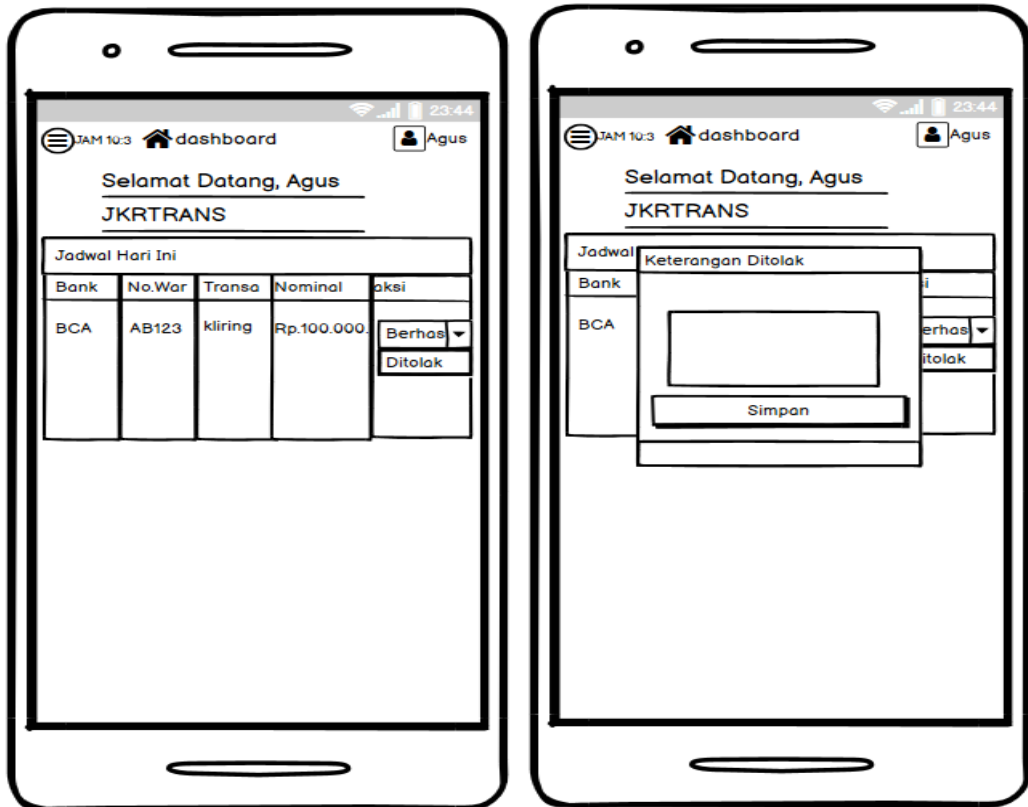 23:44
JAM 10:3 dashboard Agus
Selamat Datang, Agus
JKRTRANS
Jadwal Hari Ini
Bank No.War Transa Nominal aksi
BCA AB123 kliring Rp.100.000. Berhas
Ditolak
23:44
JAM 10:3 dashboard Agus
Selamat Datang, Agus
JKRTRANS
Jadwal
Keterangan Ditolak
Bank i
BCA erhas
itolak
Simpan